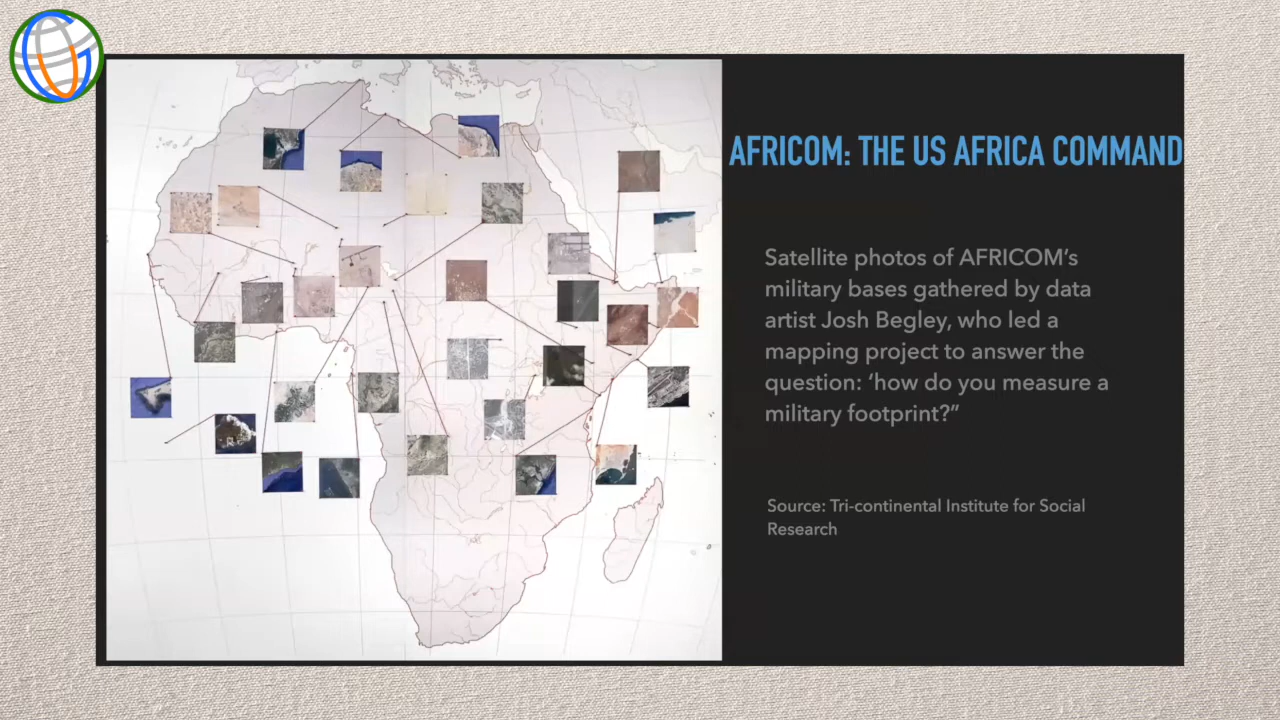 AFRICOM: THE US AFRICA COMMAND
Satellite photos of AFRICOM’s
military bases gathered by data
artist Josh Begley, who led a
mapping project to answer the
question: ‘how do you measure a
military footprint?”
Source: Tri-continental Institute for Social
Research